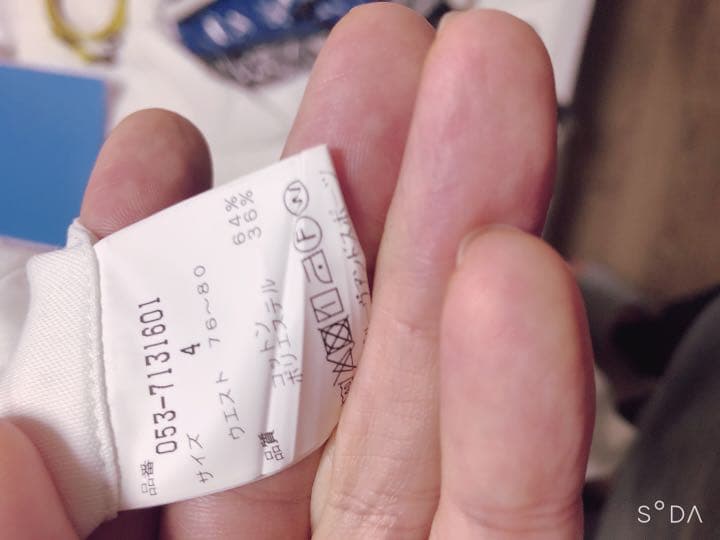 品番
053-7131601
サイズ 4
ウエスト 76～80
品質
コットン 64%
ポリエステル 36%
F W
S°DA